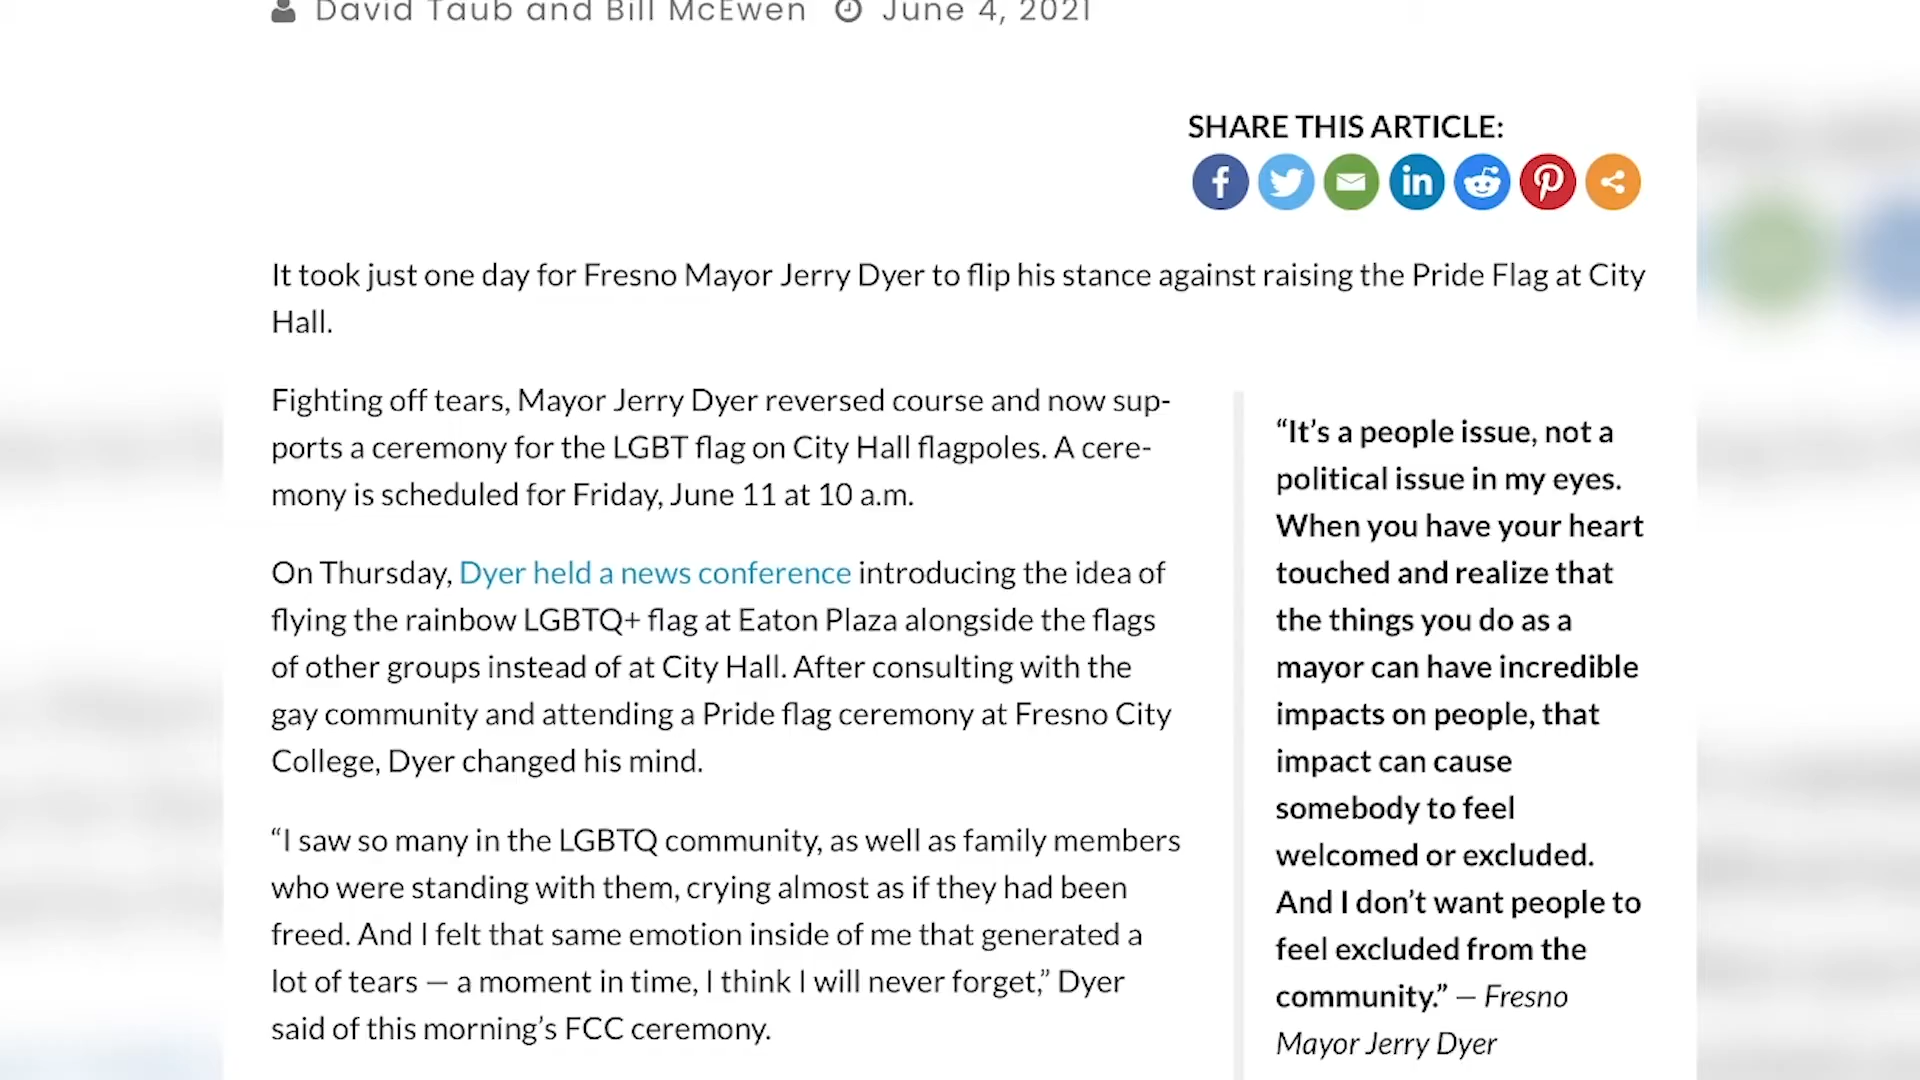 David Taub and Bill McEwen June 4, 2021
SHARE THIS ARTICLE:
It took just one day for Fresno Mayor Jerry Dyer to flip his stance against raising the Pride Flag at City
Hall.
Fighting off tears, Mayor Jerry Dyer reversed course and now sup-
ports a ceremony for the LGBT flag on City Hall flagpoles. A cere-
mony is scheduled for Friday, June 11 at 10 a.m.
On Thursday, Dyer held a news conference introducing the idea of
flying the rainbow LGBTQ+ flag at Eaton Plaza alongside the flags
of other groups instead of at City Hall. After consulting with the
gay community and attending a Pride flag ceremony at Fresno City
College, Dyer changed his mind.
“I saw so many in the LGBTQ community, as well as family members
who were standing with them, crying almost as if they had been
freed. And I felt that same emotion inside of me that generated a
lot of tears — a moment in time, I think I will never forget,” Dyer
said of this morning’s FCC ceremony.
“It’s a people issue, not a
political issue in my eyes.
When you have your heart
touched and realize that
the things you do as a
mayor can have incredible
impacts on people, that
impact can cause
somebody to feel
welcomed or excluded.
And I don’t want people to
feel excluded from the
community.” — Fresno
Mayor Jerry Dyer